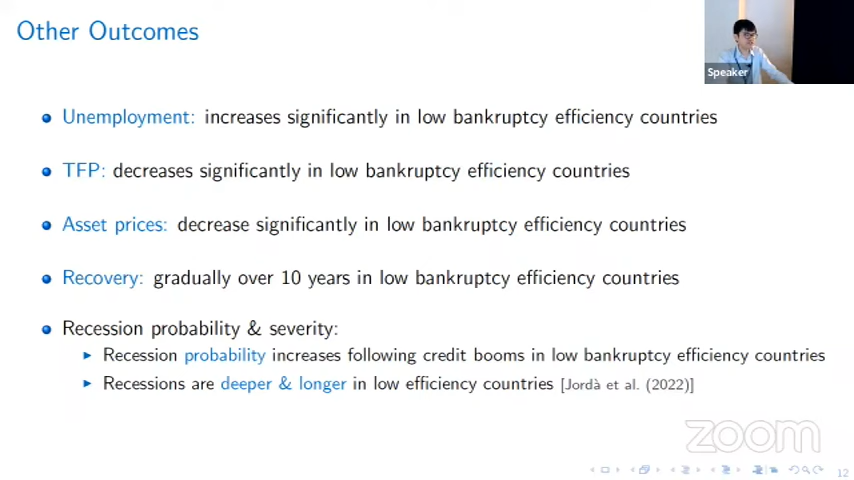 Other Outcomes
Speaker
Unemployment: increases significantly in low bankruptcy efficiency countries
TFP: decreases significantly in low bankruptcy efficiency countries
Asset prices: decrease significantly in low bankruptcy efficiency countries
Recovery: gradually over 10 years in low bankruptcy efficiency countries
Recession probability & severity:
Recession probability increases following credit booms in low bankruptcy efficiency countries
Recessions are deeper & longer in low efficiency countries [Jordà et al. (2022)]
zoom
12